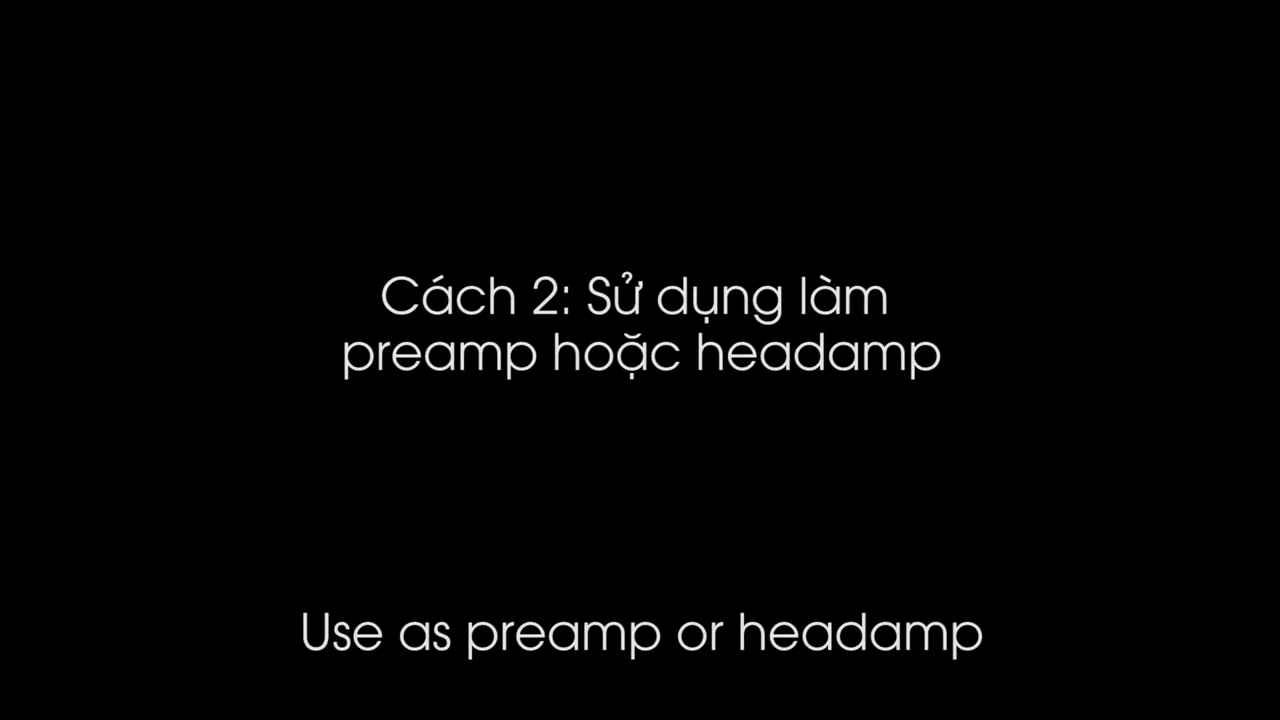 Cách 2: Sử dụng làm
preamp hoặc headamp
Use as preamp or headamp